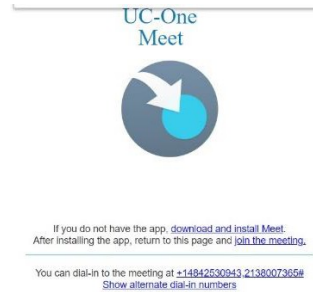 UC-One
Meet
If you do not have the app, download and install Meet.
After installing the app, return to this page and join the meeting.
You can dial-in to the meeting at +14842530943,2138007365#
Show alternate dial-in numbers